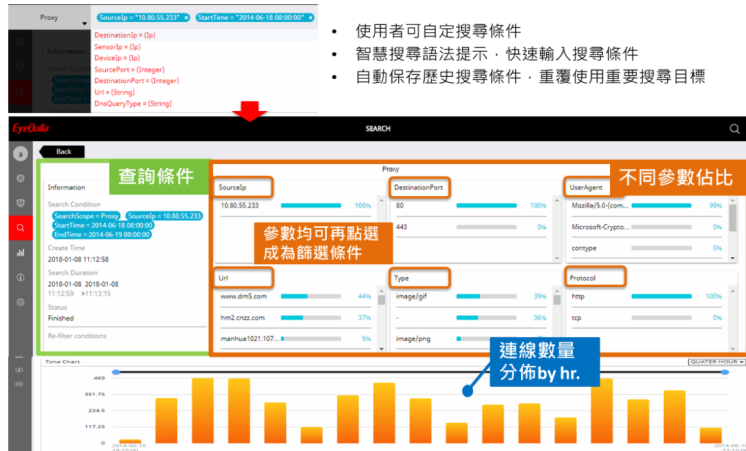 Proxy
SourceIp = "10.80.55.233"
StartTime = "2014-06-18 08:00:00"
DestinationIp = (Ip)
SensorIp = (Ip)
DeviceIp = (Ip)
SourcePort = (Integer)
DestinationPort = (Integer)
Url = (String)
DnsQueryType = (String)
• 使用者可自定搜尋條件
• 智慧搜尋語法提示，快速輸入搜尋條件
• 自動保存歷史搜尋條件，重覆使用重要搜尋目標
EyeQuila
SEARCH
a
Back
查詢條件
Information
Search Condition
SearchScope = Proxy
SourceIp = 10.80.55.233
StartTime = 2014-06-18 08:00:00
EndTime = 2014-06-19 08:00:00
Create Time
2018-01-08 11:12:58
Search Duration
2018-01-08 2018-01-08
11:12:59 >11:13:15
Status
Finished
Re-filter conditions
Proxy
不同參數佔比
SourceIp
10.80.55.233 100%
DestinationPort
80 100%
443 0%
UserAgent
Mozilla/5.0-(com... 99%
Microsoft-Crypto... 0%
contype 0%
參數均可再點選
成為篩選條件
Url
www.dm5.com 44%
hm2.cnzz.com 37%
manhua1021.107... 5%
Type
image/gif 39%
- 36%
image/png
Protocol
http 100%
tcp 0%
連線數量
分佈by hr.
Time Chart
QUATER HOUR
469
351.75
234.5
117.25
0